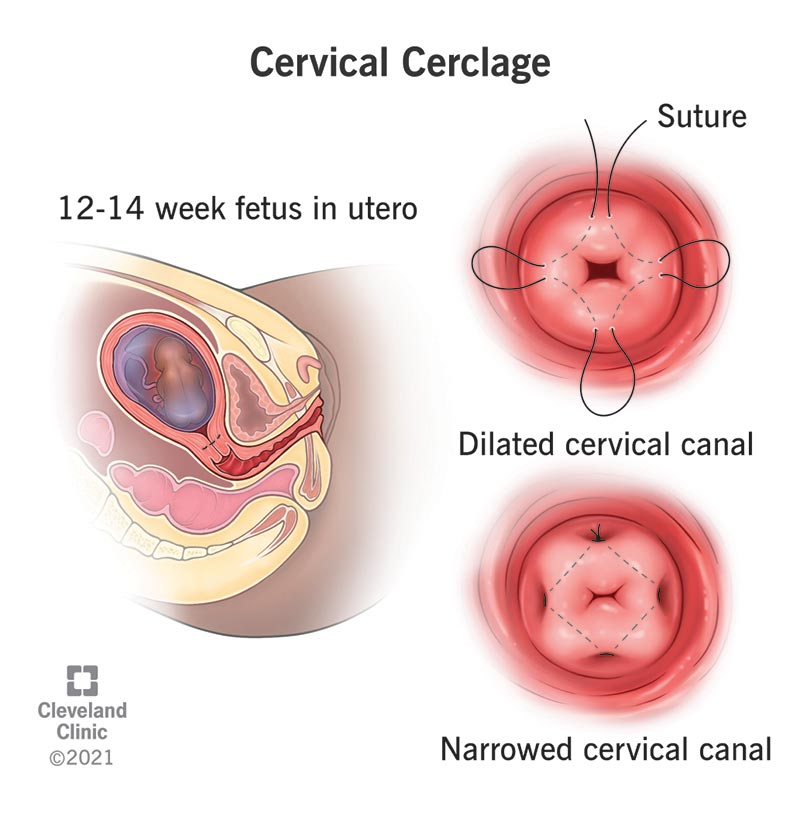 Cervical Cerclage
Suture
12-14 week fetus in utero
Dilated cervical canal
Narrowed cervical canal
Cleveland
Clinic
©2021